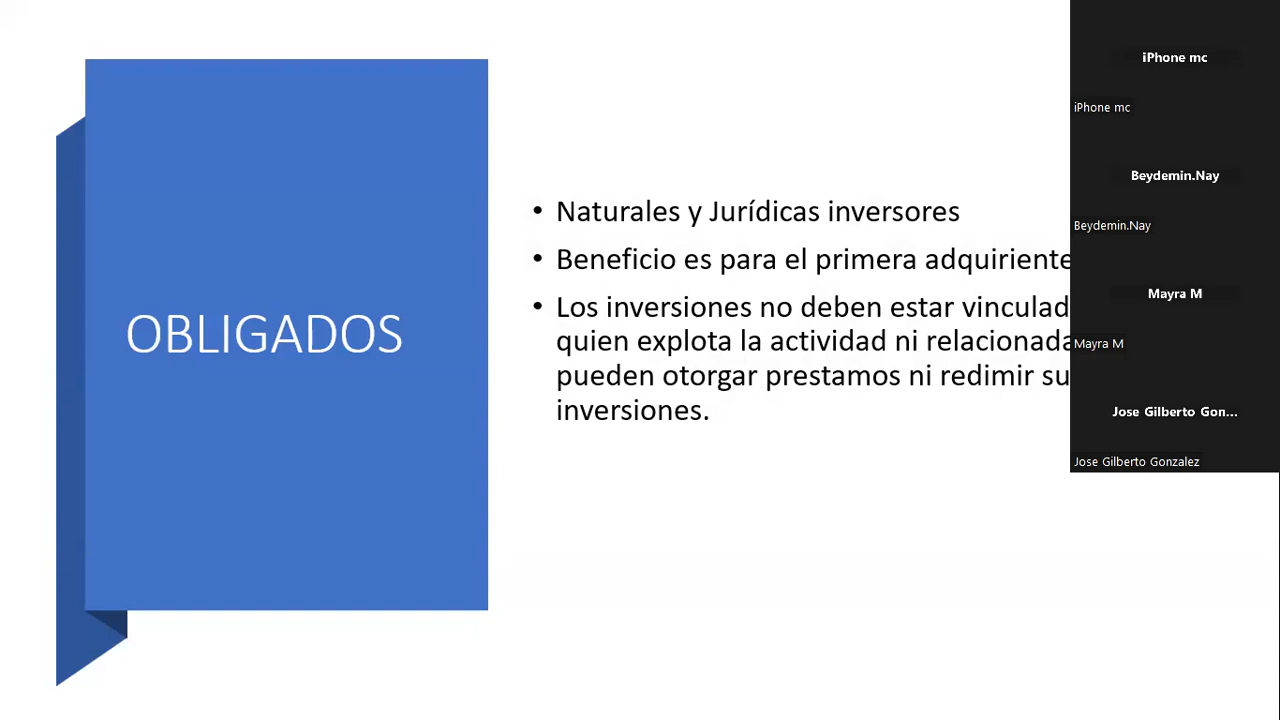 OBLIGADOS
• Naturales y Jurídicas inversores
• Beneficio es para el primera adquiriente
• Los inversiones no deben estar vinculad
quien explota la actividad ni relacionada
pueden otorgar prestamos ni redimir su
inversiones.
iPhone mc
iPhone mc
Beydemin.Nay
Beydemin.Nay
Mayra M
Mayra M
Jose Gilberto Gon...
Jose Gilberto Gonzalez